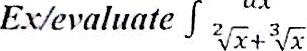 Ex/evaluate ∫ dx / (²√x + ³√x)